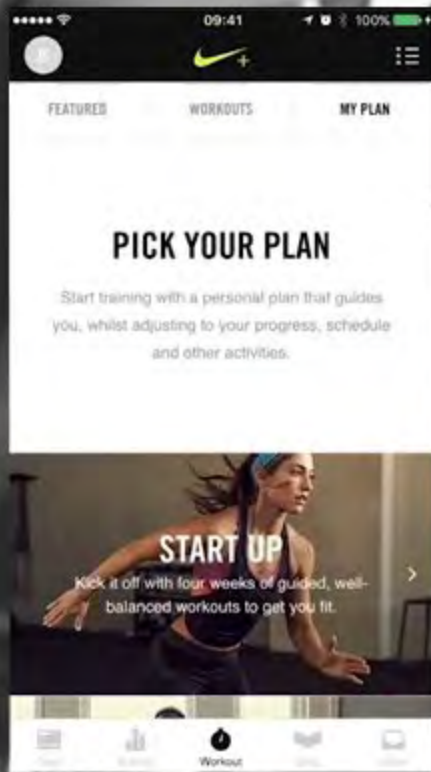 09:41
100%
FEATURED WORKOUTS MY PLAN
PICK YOUR PLAN
Start training with a personal plan that guides
you, whilst adjusting to your progress, schedule
and other activities.
START UP
Kick it off with four weeks of guided, well-
balanced workouts to get you fit.
Workout